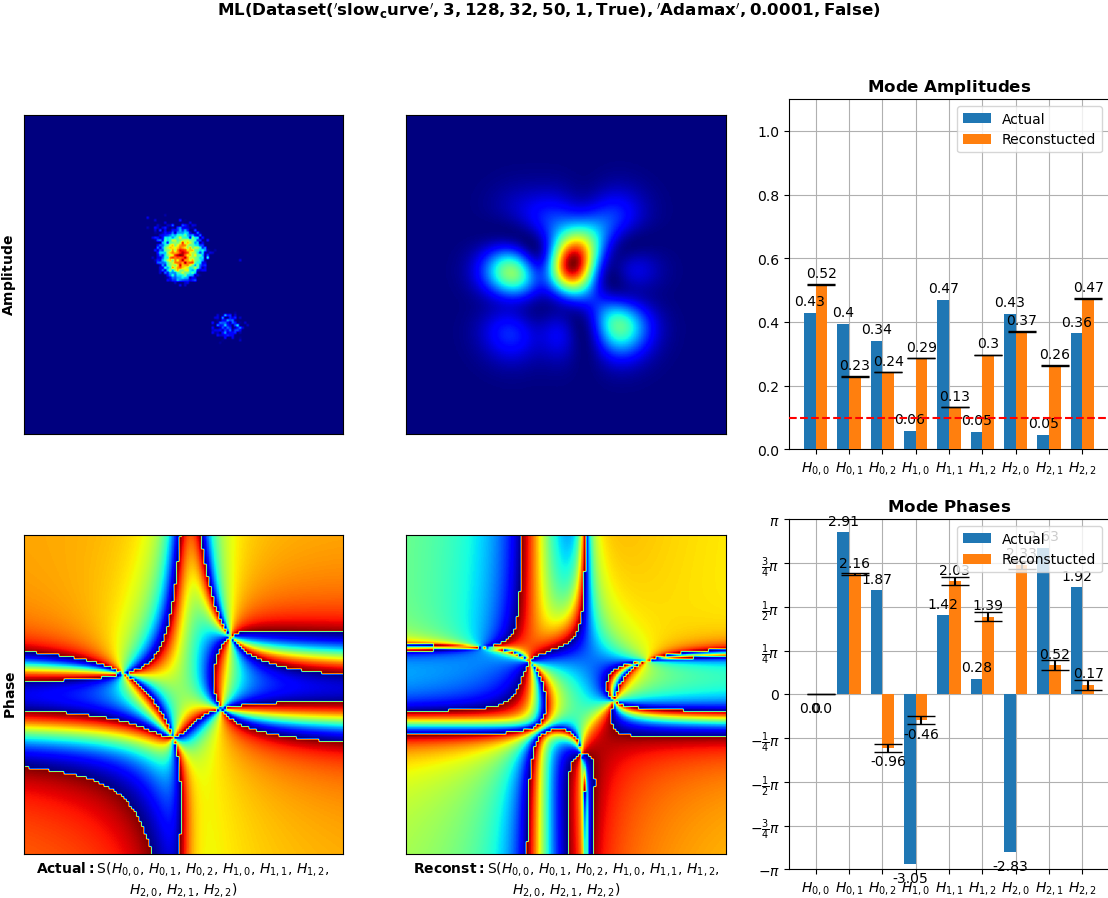 ML(Dataset('slow_curve', 3, 128, 32, 50, 1, True), 'Adamax', 0.0001, False)
Amplitude
Mode Amplitudes
Actual
Reconstucted
1.0
0.8
0.6
0.4
0.2
0.0
0.43 0.52 0.4 0.23 0.34 0.24 0.06 0.29 0.47 0.13 0.05 0.3 0.43 0.37 0.05 0.26 0.36 0.47
H0,0 H0,1 H0,2 H1,0 H1,1 H1,2 H2,0 H2,1 H2,2
Phase
Actual: S(H0,0, H0,1, H0,2, H1,0, H1,1, H1,2,
H2,0, H2,1, H2,2)
Reconst: S(H0,0, H0,1, H0,2, H1,0, H1,1, H1,2,
H2,0, H2,1, H2,2)
Mode Phases
Actual
Reconstucted
π
3/4π
1/2π
1/4π
0
−1/4π
−1/2π
−3/4π
−π
0.0 0.0 2.91 2.16 1.87 -0.96 -3.05 -0.46 1.42 2.03 0.28 1.39 -2.83 2.33 2.63 0.52 1.92 0.17
H0,0 H0,1 H0,2 H1,0 H1,1 H1,2 H2,0 H2,1 H2,2